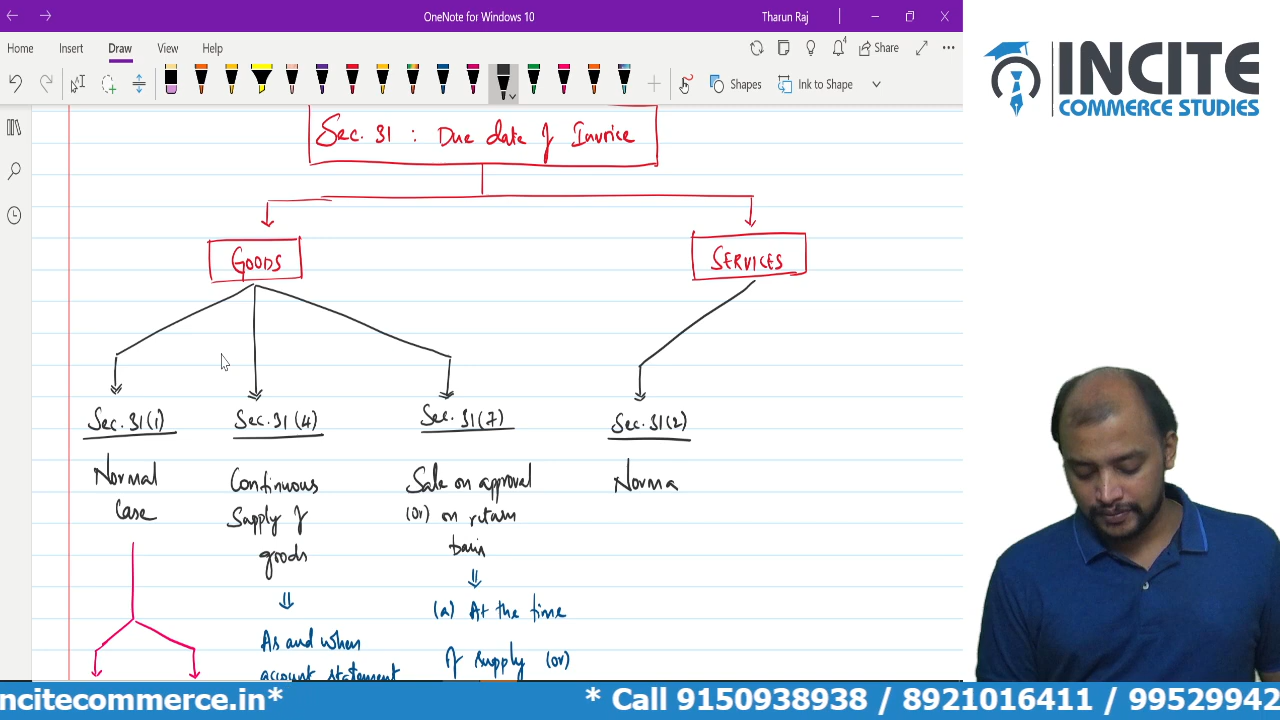 OneNote for Windows 10
Tharun Raj
Home Insert Draw View Help
4
Share
Shapes
Ink to Shape
INCITE
COMMERCE STUDIES
Sec. 31 : Due date of Invoice
GOODS
SERVICES
Sec. 31(1)
Normal
Case
Sec. 31(4)
Continuous
Supply of
goods
As and when
account statement
Sec. 31(7)
Sale on approval
(or) on return
basis
(a) At the time
of supply (or)
Sec. 31(2)
Norma
ncitecommerce.in* * Call 9150938938 / 8921016411 / 99529942